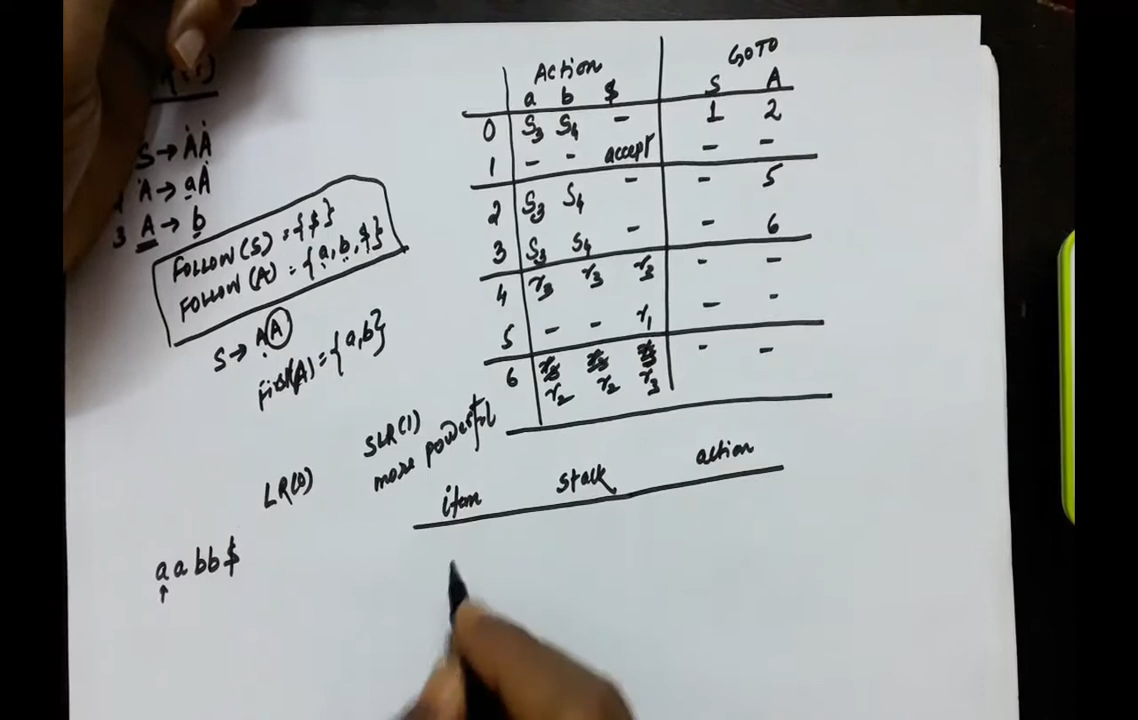 S → AA
A → aA
3 A → b
FOLLOW (S) = {$}
FOLLOW (A) = {a, b, $}
S → AA
First(A) = {a, b}
LR(0)
SLR(1)
more powerful
aabb$
↑
Action GOTO
a b $ S A
0 S3 S4 - 1 2
1 - - accept - -
2 S3 S4 - - 5
3 S3 S4 - - 6
4 r3 r3 r3 - -
5 - - r1 - -
6 - -
r2 r2 r3
item stack action